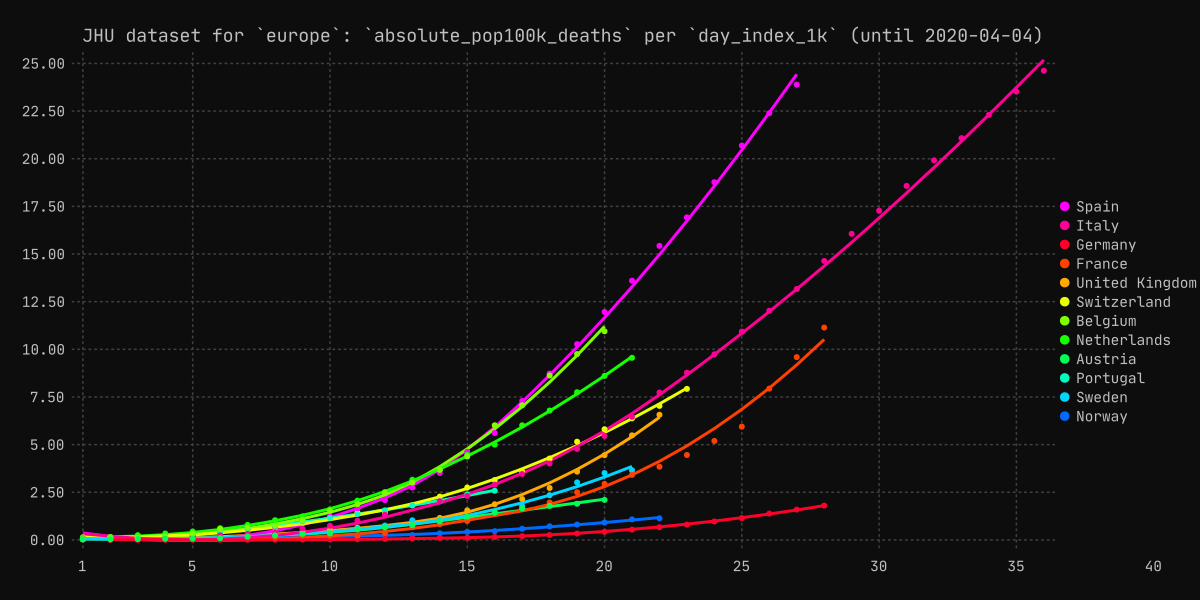 JHU dataset for `europe`: `absolute_pop100k_deaths` per `day_index_1k` (until 2020-04-04)
25.00
22.50
20.00
17.50
15.00
12.50
10.00
7.50
5.00
2.50
0.00
1 5 10 15 20 25 30 35 40
Spain
Italy
Germany
France
United Kingdom
Switzerland
Belgium
Netherlands
Austria
Portugal
Sweden
Norway